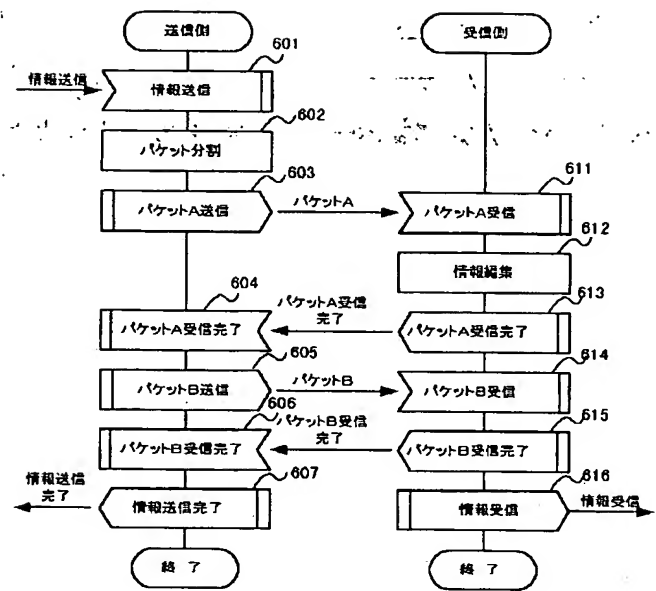 送信側
受信側
601
情報送信
情報送信
602
パケット分割
603
611
パケットA送信
パケットA
パケットA受信
612
情報編集
604
パケットA受信
完了
613
パケットA受信完了
パケットA受信完了
605
614
パケットB送信
パケットB
パケットB受信
606
パケットB受信
完了
615
パケットB受信完了
パケットB受信完了
情報送信
完了
607
616
情報送信完了
情報受信
情報受信
終了
終了